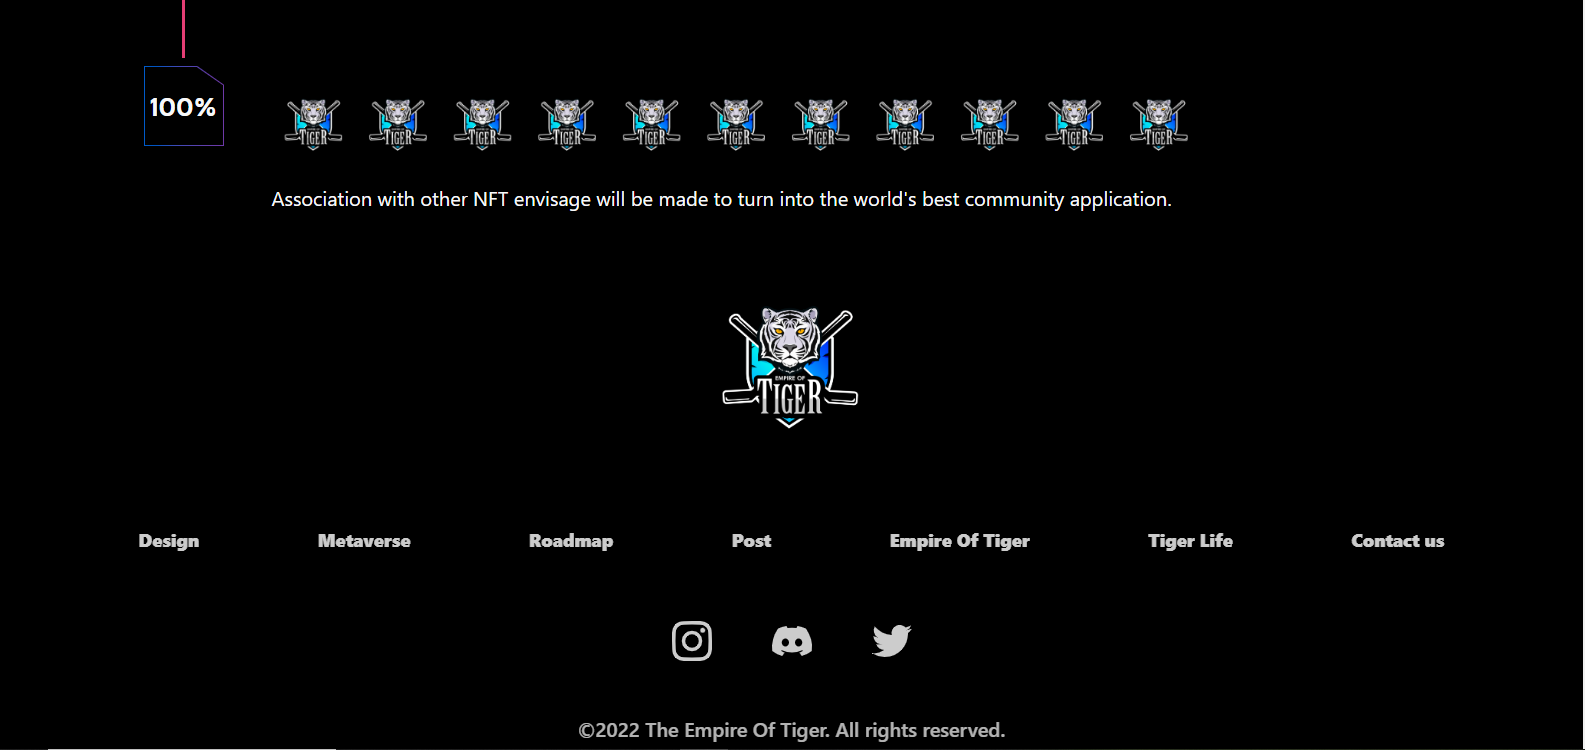 100%
TIGER TIGER TIGER TIGER TIGER TIGER TIGER TIGER TIGER TIGER TIGER
Association with other NFT envisage will be made to turn into the world's best community application.
EMPIRE OF
TIGER
Design Metaverse Roadmap Post Empire Of Tiger Tiger Life Contact us
©2022 The Empire Of Tiger. All rights reserved.